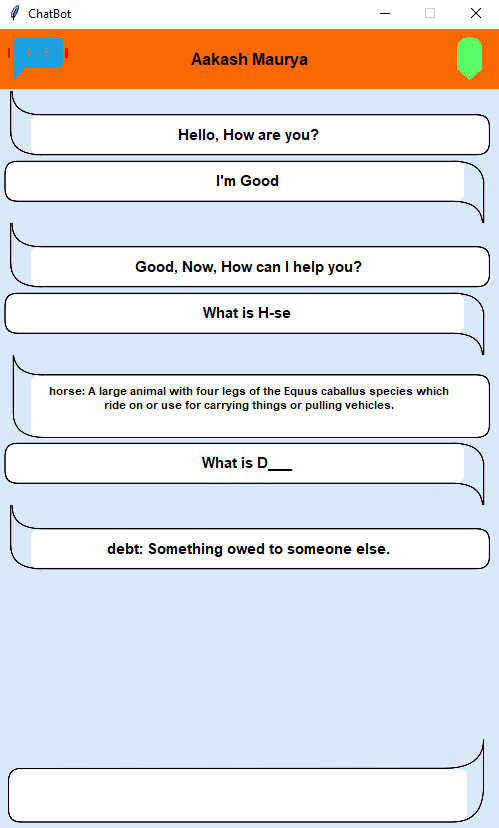 ChatBot
Aakash Maurya
Hello, How are you?
I'm Good
Good, Now, How can I help you?
What is H-se
horse: A large animal with four legs of the Equus caballus species which
ride on or use for carrying things or pulling vehicles.
What is D___
debt: Something owed to someone else.